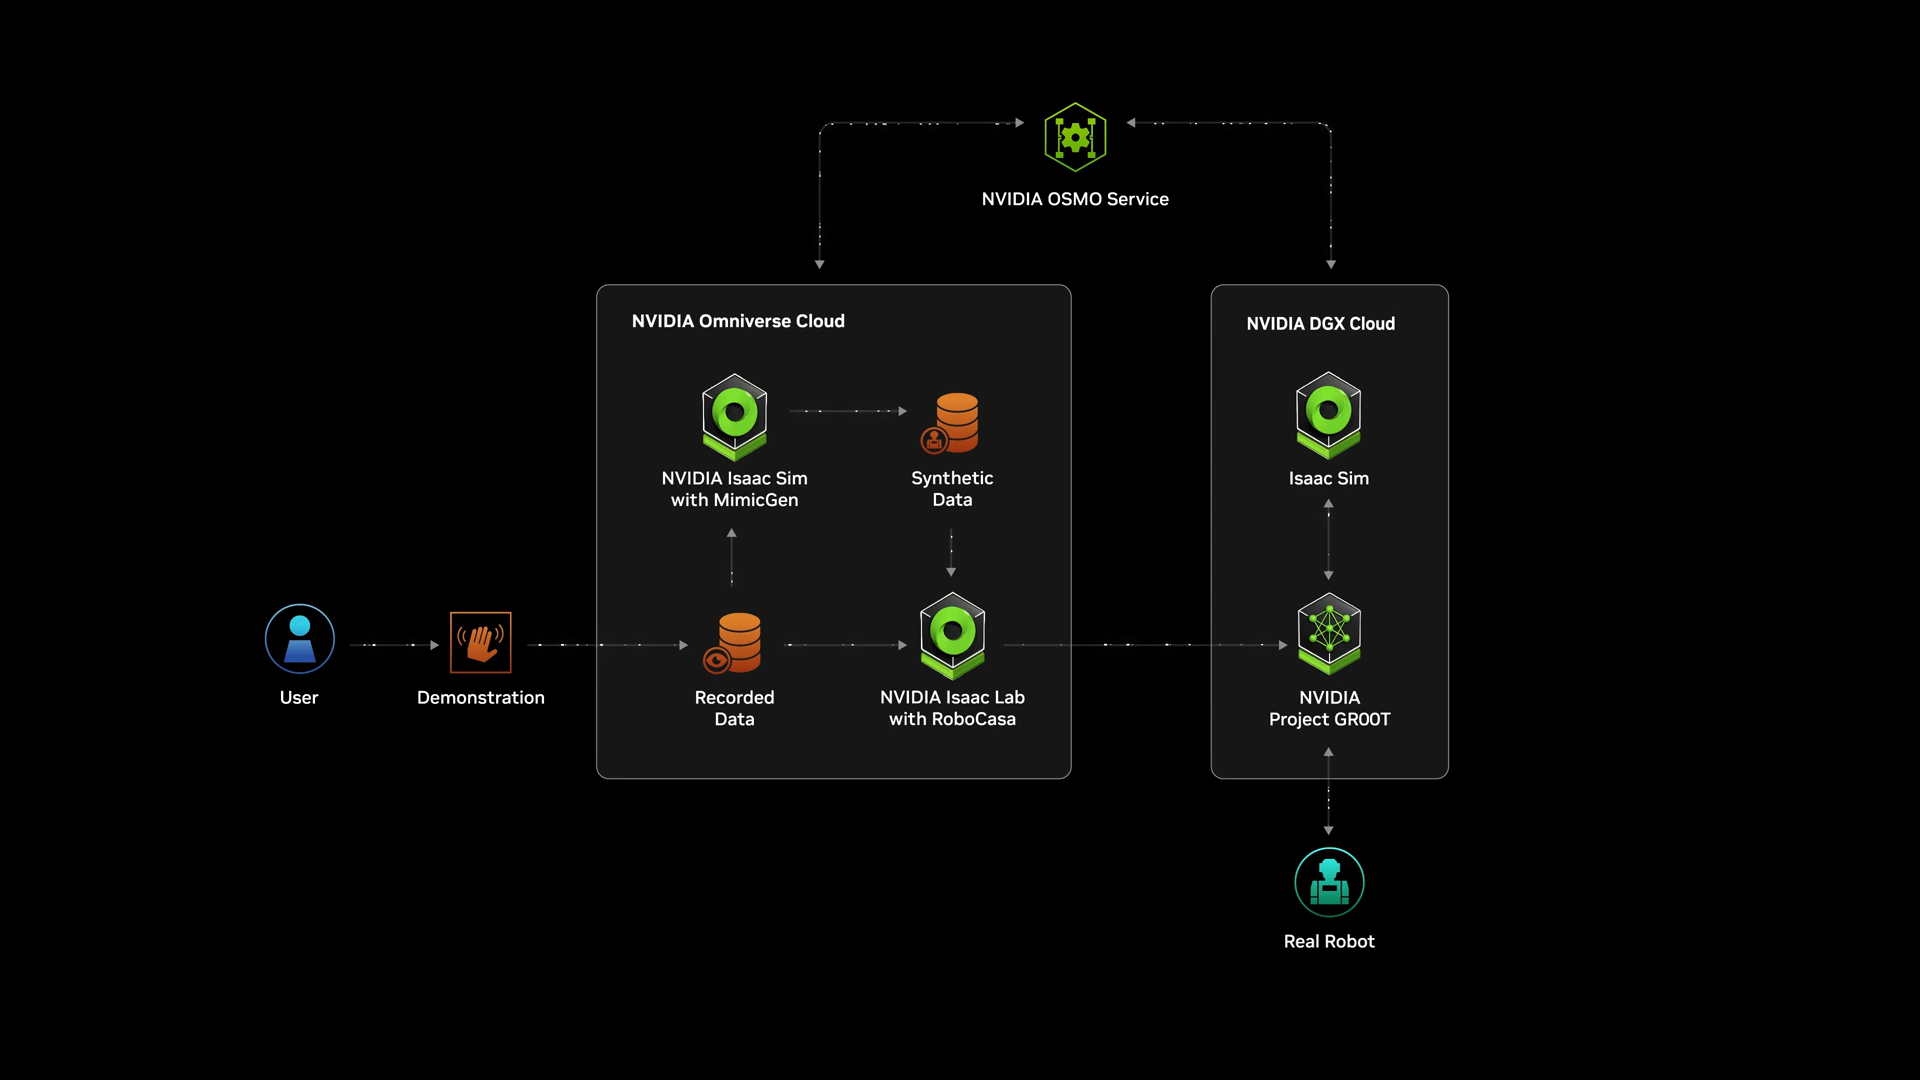 NVIDIA OSMO Service
NVIDIA Omniverse Cloud
NVIDIA Isaac Sim
with MimicGen
Synthetic
Data
User
Demonstration
Recorded
Data
NVIDIA Isaac Lab
with RoboCasa
NVIDIA DGX Cloud
Isaac Sim
NVIDIA
Project GR00T
Real Robot